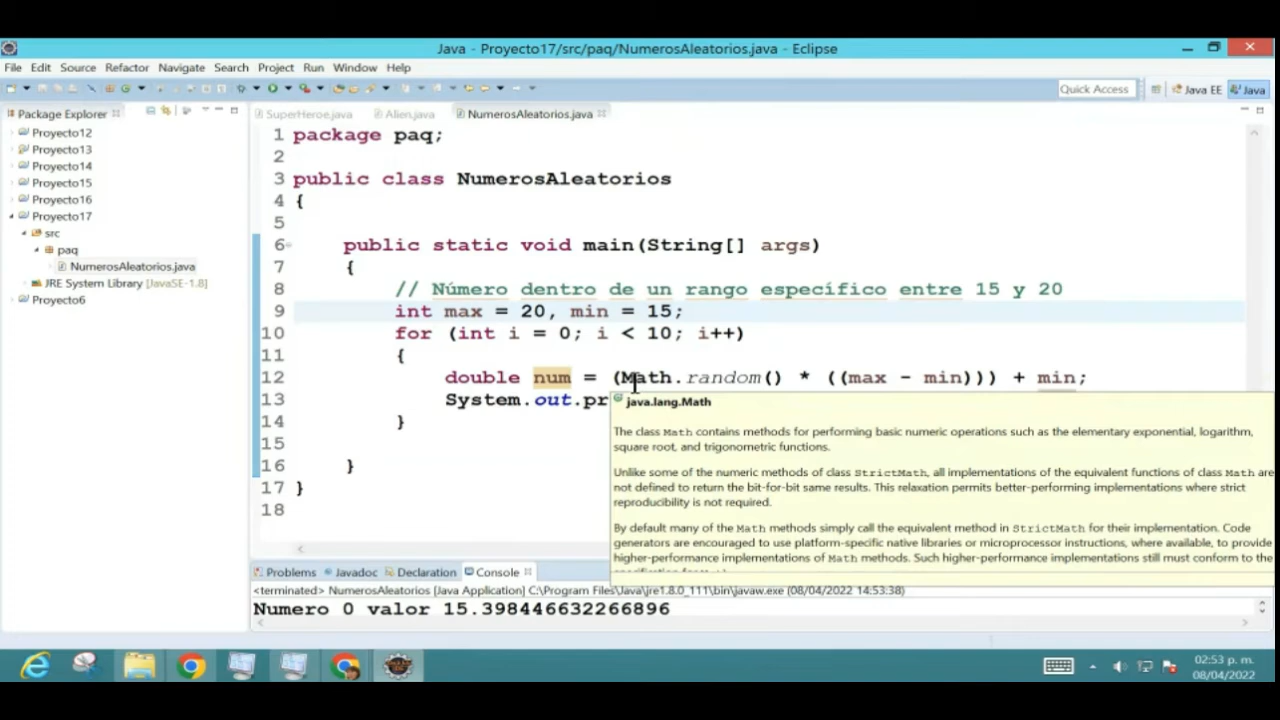 Java - Proyecto17/src/paq/NumerosAleatorios.java - Eclipse
File Edit Source Refactor Navigate Search Project Run Window Help
Quick Access Java EE Java
Package Explorer
SuperHeroe.java Alien.java NumerosAleatorios.java
Proyecto12
Proyecto13
Proyecto14
Proyecto15
Proyecto16
Proyecto17
src
paq
NumerosAleatorios.java
JRE System Library [JavaSE-1.8]
Proyecto6
1 package paq;
2
3 public class NumerosAleatorios
4 {
5
6 public static void main(String[] args)
7 {
8 // Número dentro de un rango específico entre 15 y 20
9 int max = 20, min = 15;
10 for (int i = 0; i < 10; i++)
11 {
12 double num = (Math.random() * ((max - min))) + min;
13 System.out.pr
14 }
15
16 }
17 }
18
java.lang.Math
The class Math contains methods for performing basic numeric operations such as the elementary exponential, logarithm,
square root, and trigonometric functions.
Unlike some of the numeric methods of class StrictMath, all implementations of the equivalent functions of class Math are
not defined to return the bit-for-bit same results. This relaxation permits better-performing implementations where strict
reproducibility is not required.
By default many of the Math methods simply call the equivalent method in StrictMath for their implementation. Code
generators are encouraged to use platform-specific native libraries or microprocessor instructions, where available, to provide
higher-performance implementations of Math methods. Such higher-performance implementations still must conform to the
Problems Javadoc Declaration Console
<terminated> NumerosAleatorios [Java Application] C:\Program Files\Java\jre1.8.0_111\bin\javaw.exe (08/04/2022 14:53:38)
Numero 0 valor 15.398446632266896
02:53 p. m.
08/04/2022